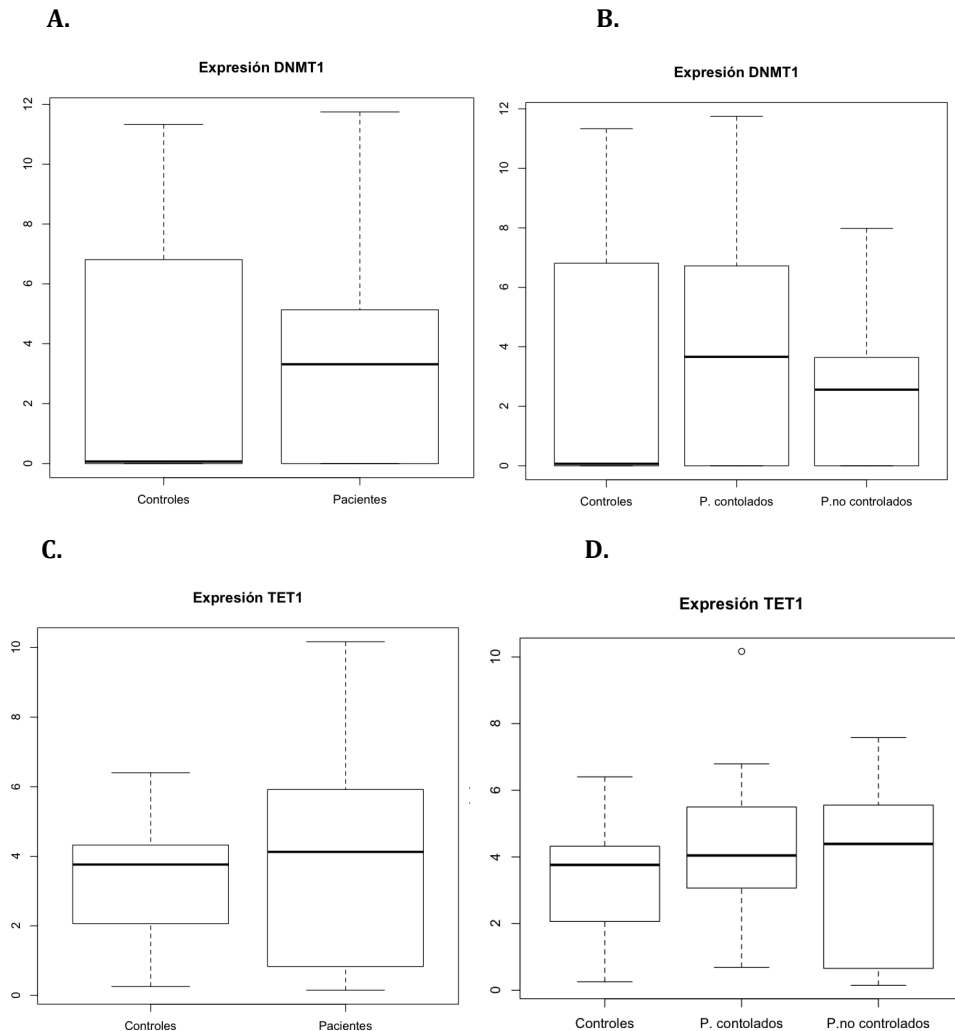 A.
Expresión DNMT1
12
10
8
6
4
2
0
Controles Pacientes
B.
Expresión DNMT1
12
10
8
6
4
2
0
Controles P. contolados P.no controlados
C.
Expresión TET1
10
8
6
4
2
0
Controles Pacientes
D.
Expresión TET1
10
8
6
4
2
0
Controles P. contolados P.no controlados